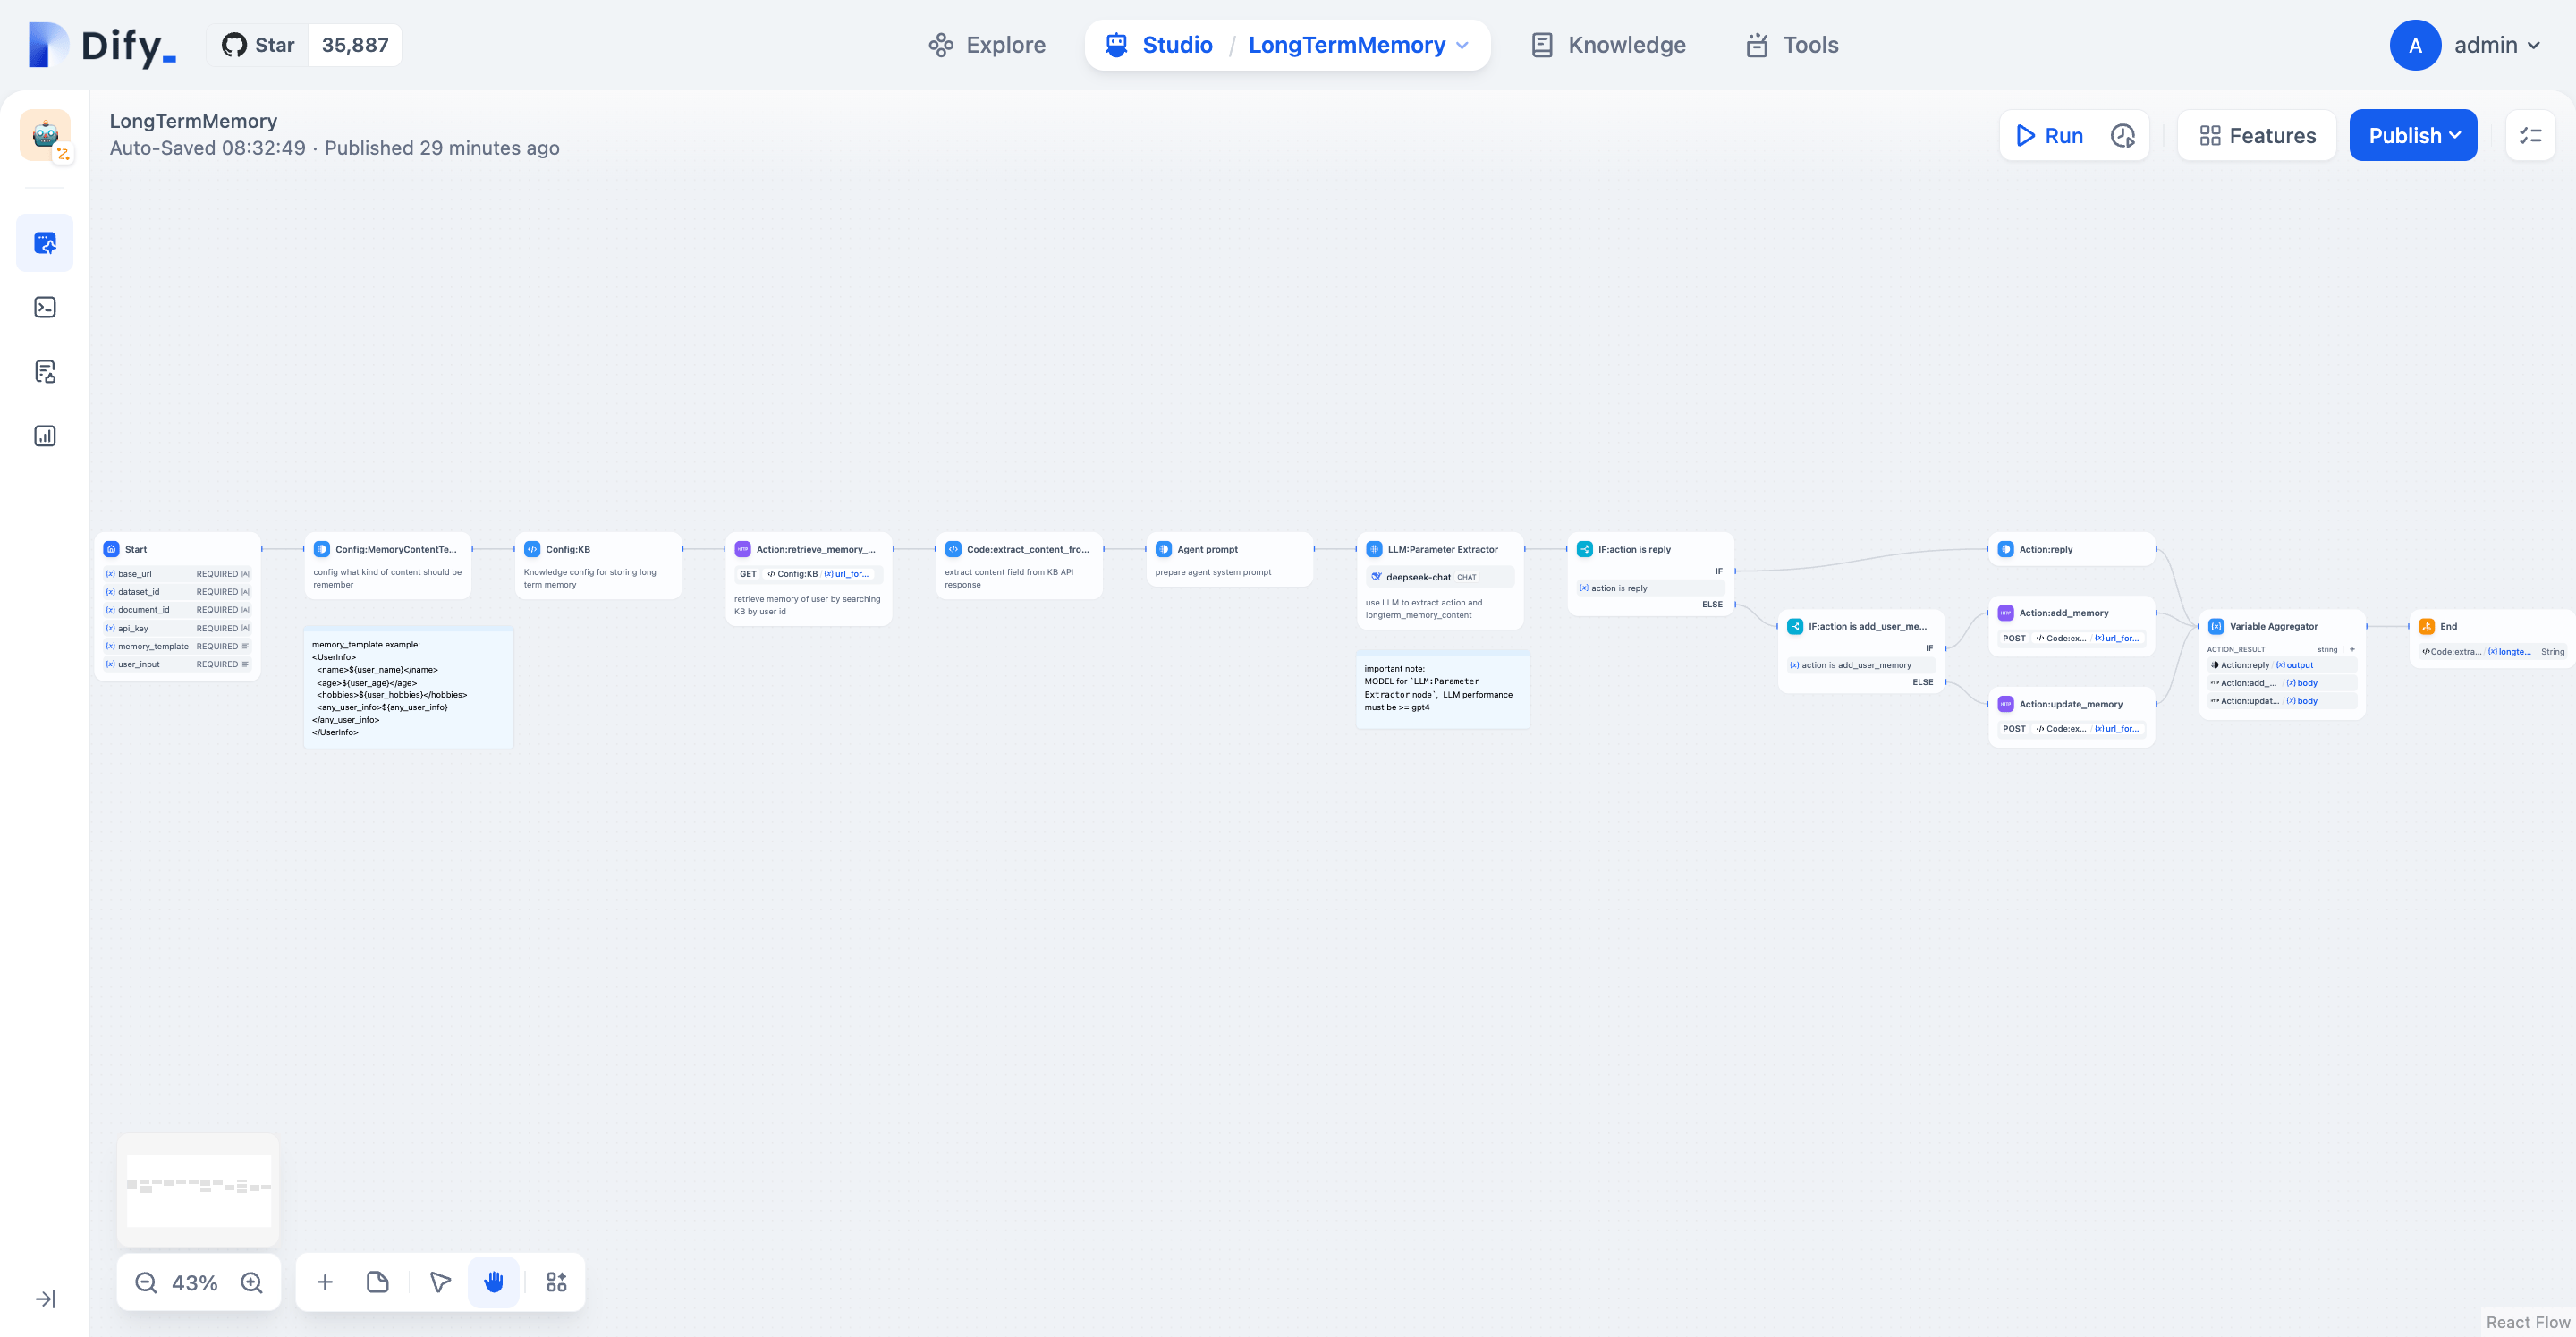 Dify_
Star 35,887
Explore
Studio / LongTermMemory
Knowledge
Tools
A admin
LongTermMemory
Auto-Saved 08:32:49 · Published 29 minutes ago
Run
Features
Publish
Start
{x} base_url REQUIRED
{x} dataset_id REQUIRED
{x} document_id REQUIRED
{x} api_key REQUIRED
{x} memory_template REQUIRED
{x} user_input REQUIRED
Config:MemoryContentTe...
config what kind of content should be
remember
memory_template example:
<UserInfo>
<name>${user_name}</name>
<age>${user_age}</age>
<hobbies>${user_hobbies}</hobbies>
<any_user_info>${any_user_info}
</any_user_info>
</UserInfo>
Config:KB
Knowledge config for storing long
term memory
Action:retrieve_memory_...
GET Config:KB / {x} url_for...
retrieve memory of user by searching
KB by user id
Code:extract_content_fro...
extract content field from KB API
response
Agent prompt
prepare agent system prompt
LLM:Parameter Extractor
deepseek-chat CHAT
use LLM to extract action and
longterm_memory_content
important note:
MODEL for `LLM:Parameter
Extractor node`, LLM performance
must be >= gpt4
IF:action is reply
IF
{x} action is reply
ELSE
IF:action is add_user_me...
IF
{x} action is add_user_memory
ELSE
Action:reply
Action:add_memory
POST Code:ex... / {x} url_for...
Action:update_memory
POST Code:ex... / {x} url_for...
Variable Aggregator
ACTION_RESULT string +
Action:reply / {x} output
Action:add_... / {x} body
Action:updat... / {x} body
End
Code:extra... / {x} longte... String
43%
React Flow